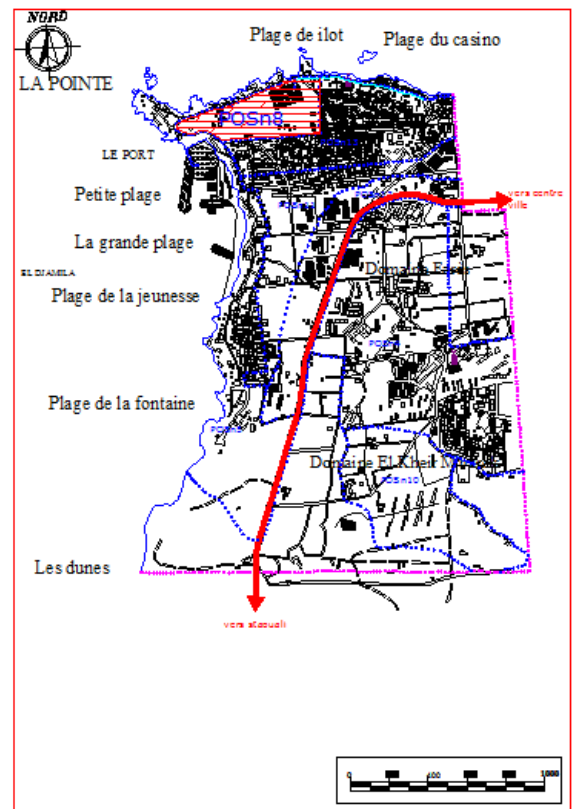 NORD
Plage de ilot
Plage du casino
LA POINTE
POSn8
LE PORT
Petite plage
vers centre
ville
La grande plage
EL DJAMILA
Plage de la jeunesse
Plage de la fontaine
Domaine El Kheir
POSn10
Les dunes
vers staouali
0
1000